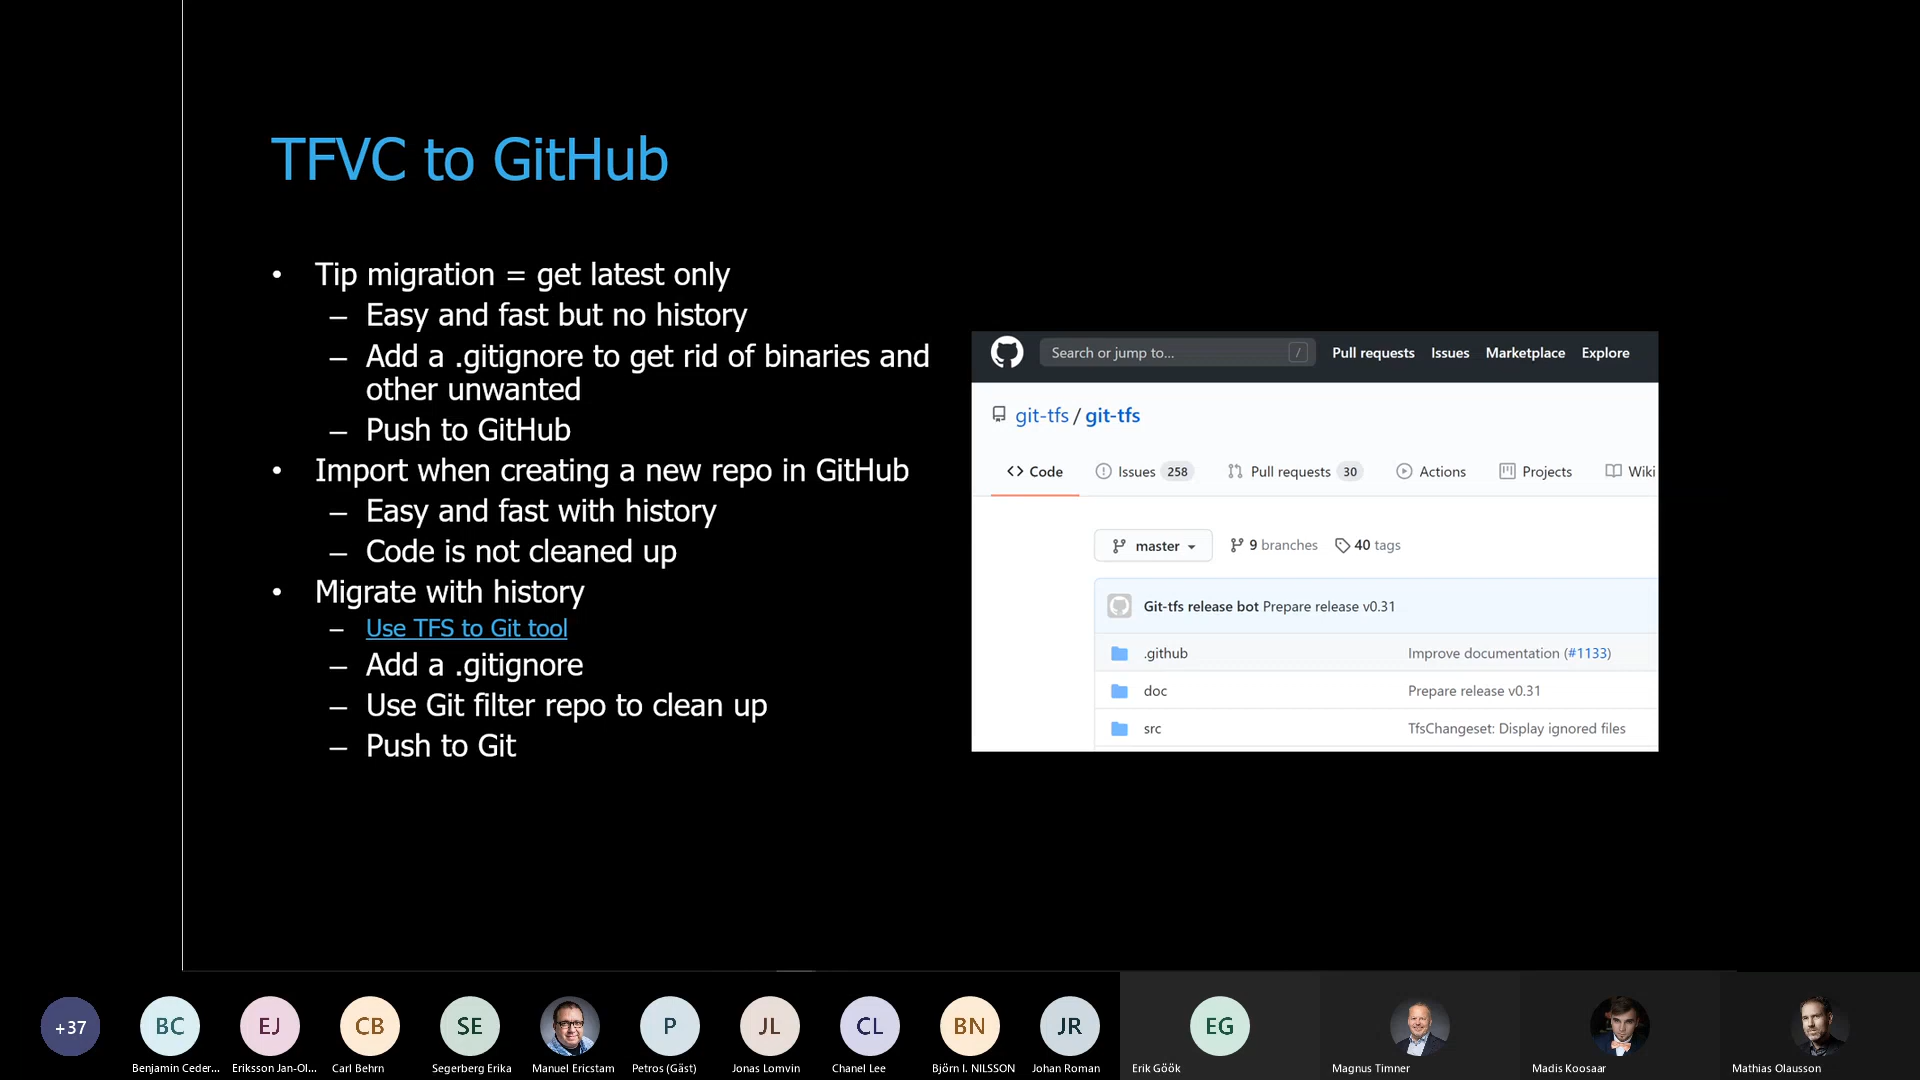 TFVC to GitHub
• Tip migration = get latest only
– Easy and fast but no history
– Add a .gitignore to get rid of binaries and
other unwanted
– Push to GitHub
• Import when creating a new repo in GitHub
– Easy and fast with history
– Code is not cleaned up
• Migrate with history
– Use TFS to Git tool
– Add a .gitignore
– Use Git filter repo to clean up
– Push to Git
Search or jump to... / Pull requests Issues Marketplace Explore
git-tfs / git-tfs
<> Code Issues 258 Pull requests 30 Actions Projects Wiki
master 9 branches 40 tags
Git-tfs release bot Prepare release v0.31
.github Improve documentation (#1133)
doc Prepare release v0.31
src TfsChangeset: Display ignored files
+37 BC EJ CB SE P JL CL BN JR EG
Benjamin Ceder... Eriksson Jan-Ol... Carl Behrn Segerberg Erika Manuel Ericstam Petros (Gäst) Jonas Lomvin Chanel Lee Björn I. NILSSON Johan Roman Erik Göök Magnus Timner Madis Koosaar Mathias Olausson